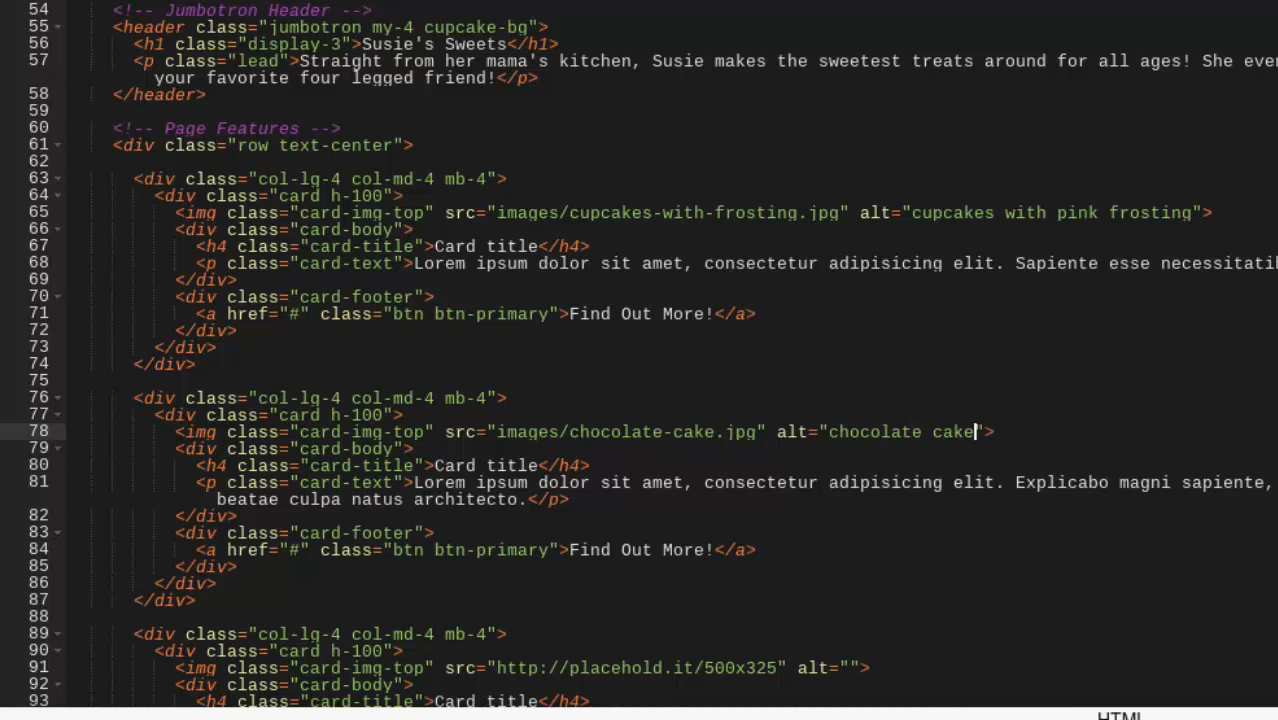 54 <!-- Jumbotron Header -->
55 <header class="jumbotron my-4 cupcake-bg">
56 <h1 class="display-3">Susie's Sweets</h1>
57 <p class="lead">Straight from her mama's kitchen, Susie makes the sweetest treats around for all ages! She
your favorite four legged friend!</p>
58 </header>
59
60 <!-- Page Features -->
61 <div class="row text-center">
62
63 <div class="col-lg-4 col-md-4 mb-4">
64 <div class="card h-100">
65 <img class="card-img-top" src="images/cupcakes-with-frosting.jpg" alt="cupcakes with pink frosting">
66 <div class="card-body">
67 <h4 class="card-title">Card title</h4>
68 <p class="card-text">Lorem ipsum dolor sit amet, consectetur adipisicing elit. Sapiente esse
69 </div>
70 <div class="card-footer">
71 <a href="#" class="btn btn-primary">Find Out More!</a>
72 </div>
73 </div>
74 </div>
75
76 <div class="col-lg-4 col-md-4 mb-4">
77 <div class="card h-100">
78 <img class="card-img-top" src="images/chocolate-cake.jpg" alt="chocolate cake">
79 <div class="card-body">
80 <h4 class="card-title">Card title</h4>
81 <p class="card-text">Lorem ipsum dolor sit amet, consectetur adipisicing elit. Explicabo magni sapiente,
beatae culpa natus architecto.</p>
82 </div>
83 <div class="card-footer">
84 <a href="#" class="btn btn-primary">Find Out More!</a>
85 </div>
86 </div>
87 </div>
88
89 <div class="col-lg-4 col-md-4 mb-4">
90 <div class="card h-100">
91 <img class="card-img-top" src="http://placehold.it/500x325" alt="">
92 <div class="card-body">
93 <h4 class="card-title">Card title</h4>
HTML